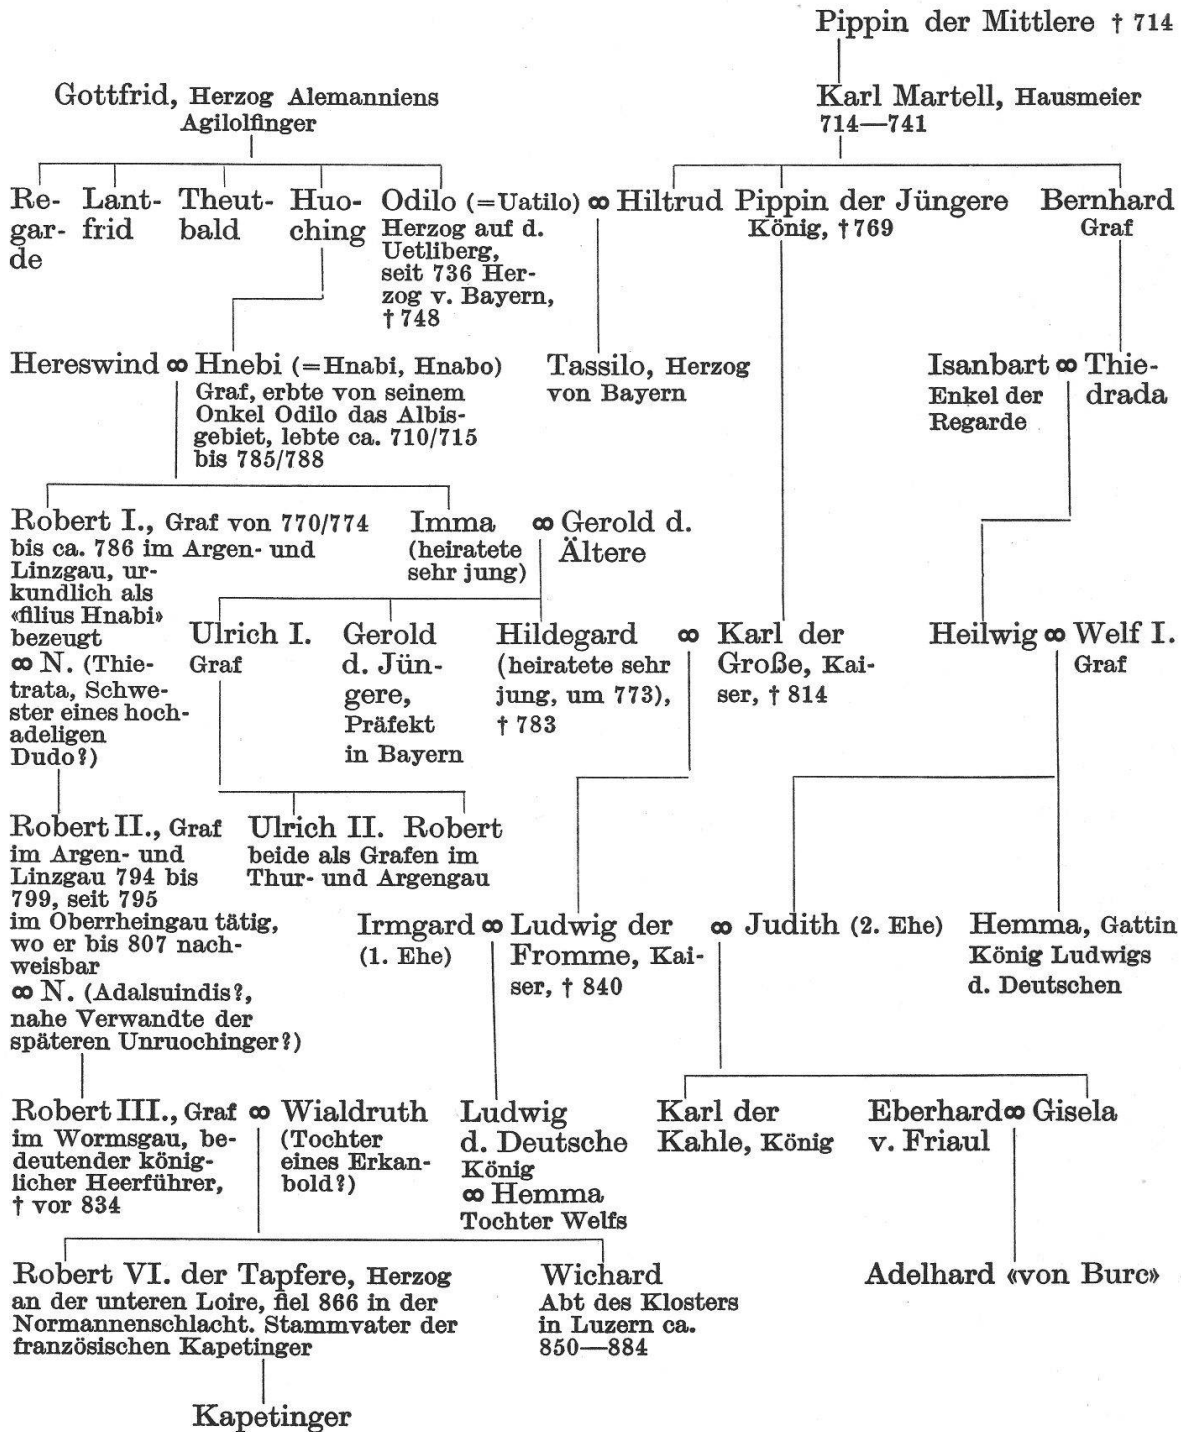 Pippin der Mittlere † 714
Gottfrid, Herzog Alemanniens
Agilolfinger
Karl Martell, Hausmeier
714—741
Re-
gar-
de
Lant-
frid
Theut-
bald
Huo-
ching
Odilo (=Uatilo) ∞ Hiltrud
Herzog auf d.
Uetliberg,
seit 736 Her-
zog v. Bayern,
† 748
Pippin der Jüngere
König, † 769
Bernhard
Graf
Hereswind ∞ Hnebi (=Hnabi, Hnabo)
Graf, erbte von seinem
Onkel Odilo das Albis-
gebiet, lebte ca. 710/715
bis 785/788
Tassilo, Herzog
von Bayern
Isanbart ∞ Thie-
drada
Enkel der
Regarde
Robert I., Graf von 770/774
bis ca. 786 im Argen- und
Linzgau, ur-
kundlich als
«filius Hnabi»
bezeugt
∞ N. (Thie-
trata, Schwe-
ster eines hoch-
adeligen
Dudo?)
Imma ∞ Gerold d.
Ältere
(heiratete
sehr jung)
Ulrich I.
Graf
Gerold
d. Jün-
gere,
Präfekt
in Bayern
Hildegard ∞ Karl der
Große, Kai-
ser, † 814
(heiratete sehr
jung, um 773),
† 783
Heilwig ∞ Welf I.
Graf
Robert II., Graf
im Argen- und
Linzgau 794 bis
799, seit 795
im Oberrheingau tätig,
wo er bis 807 nach-
weisbar
∞ N. (Adalsuindis?,
nahe Verwandte der
späteren Unruochinger?)
Ulrich II. Robert
beide als Grafen im
Thur- und Argengau
Irmgard ∞ Ludwig der
(1. Ehe)
Fromme, Kai-
ser, † 840
∞ Judith (2. Ehe)
Hemma, Gattin
König Ludwigs
d. Deutschen
Robert III., Graf ∞ Wialdruth
im Wormsgau, be-
deutender könig-
licher Heerführer,
† vor 834
(Tochter
eines Erkan-
bold?)
Ludwig
d. Deutsche
König
∞ Hemma
Tochter Welfs
Karl der
Kahle, König
Eberhard ∞ Gisela
v. Friaul
Robert VI. der Tapfere, Herzog
an der unteren Loire, fiel 866 in der
Normannenschlacht. Stammvater der
französischen Kapetinger
Wichard
Abt des Klosters
in Luzern ca.
850—884
Adelhard «von Burc»
Kapetinger